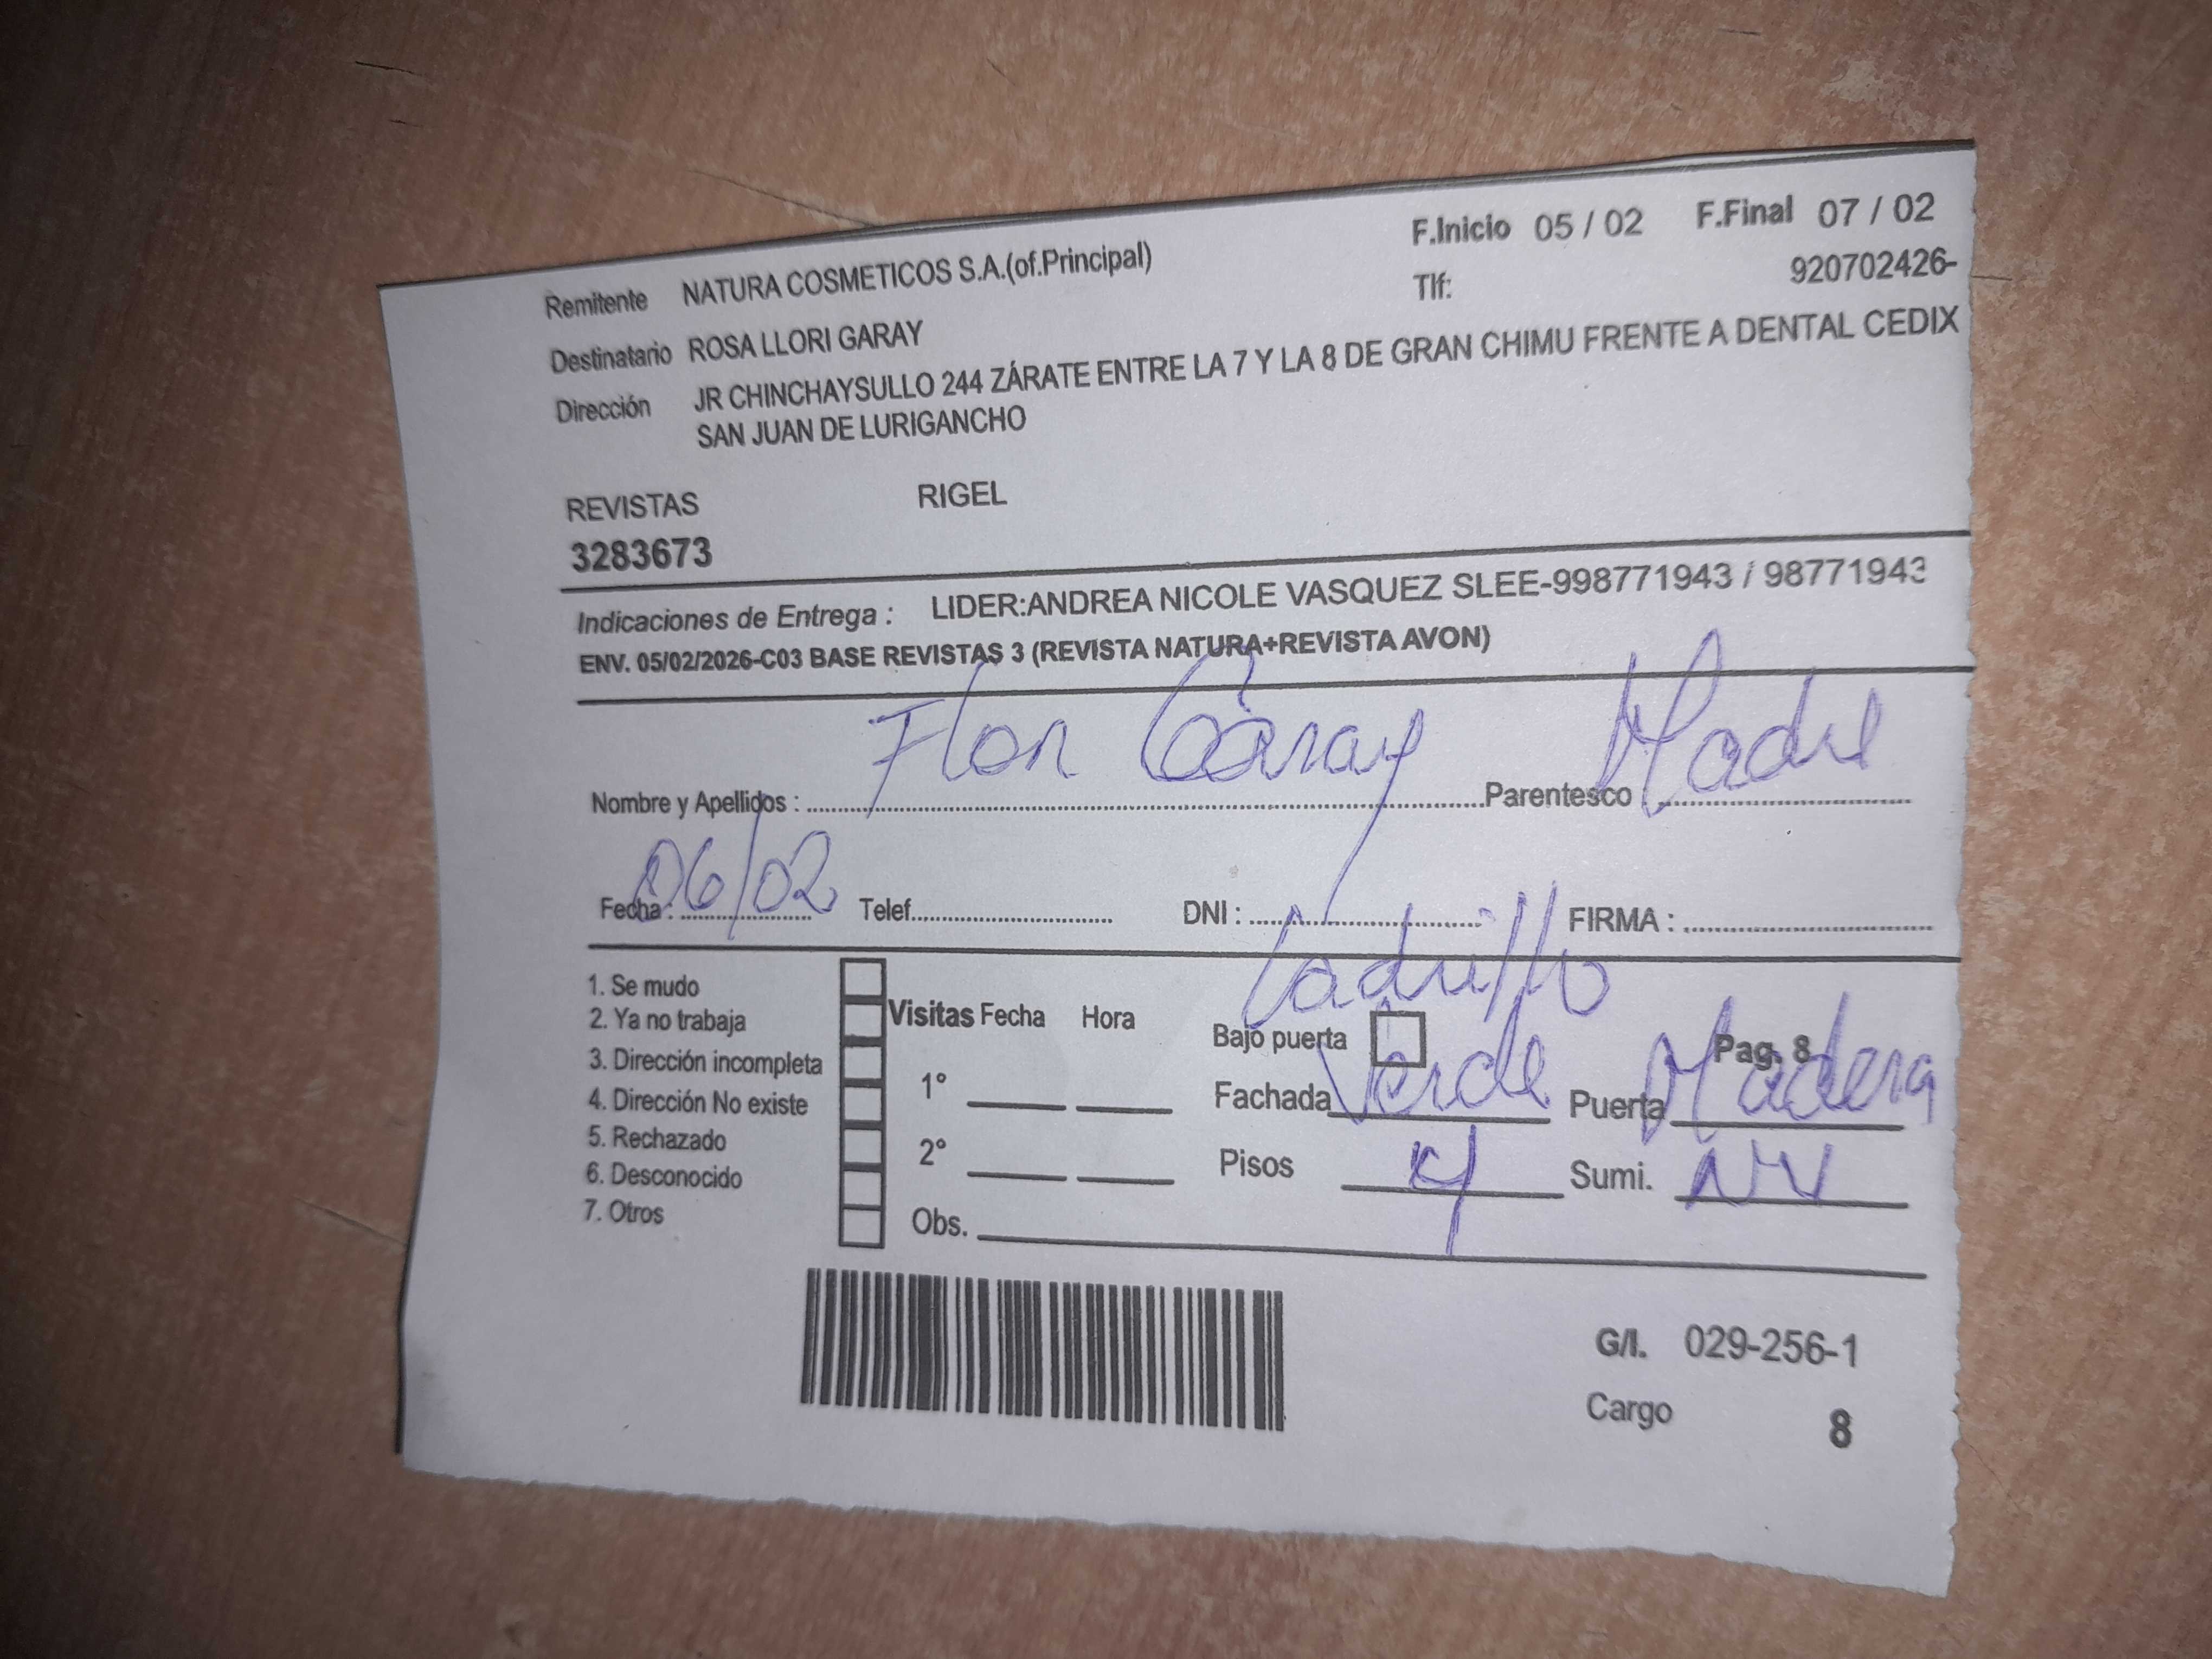 F.Inicio 05 / 02 F.Final 07 / 02
Remitente NATURA COSMETICOS S.A.(of.Principal) Tlf: 920702426-
Destinatario ROSA LLORI GARAY
Dirección JR CHINCHAYSULLO 244 ZÁRATE ENTRE LA 7 Y LA 8 DE GRAN CHIMU FRENTE A DENTAL CEDIX
SAN JUAN DE LURIGANCHO
REVISTAS RIGEL
3283673
Indicaciones de Entrega : LIDER:ANDREA NICOLE VASQUEZ SLEE-998771943 / 98771943
ENV. 05/02/2026-C03 BASE REVISTAS 3 (REVISTA NATURA+REVISTA AVON)
Nombre y Apellidos : Flor Garay Parentesco Madre
Fecha : 06/02 Telef. DNI : FIRMA :
1. Se mudo
2. Ya no trabaja
3. Dirección incompleta
4. Dirección No existe
5. Rechazado
6. Desconocido
7. Otros
Visitas Fecha Hora
1°
2°
Obs.
Ladrillo
Bajo puerta Pag. 8
Fachada Verde Puerta Madera
Pisos 4 Sumi. NV
G/I. 029-256-1
Cargo 8